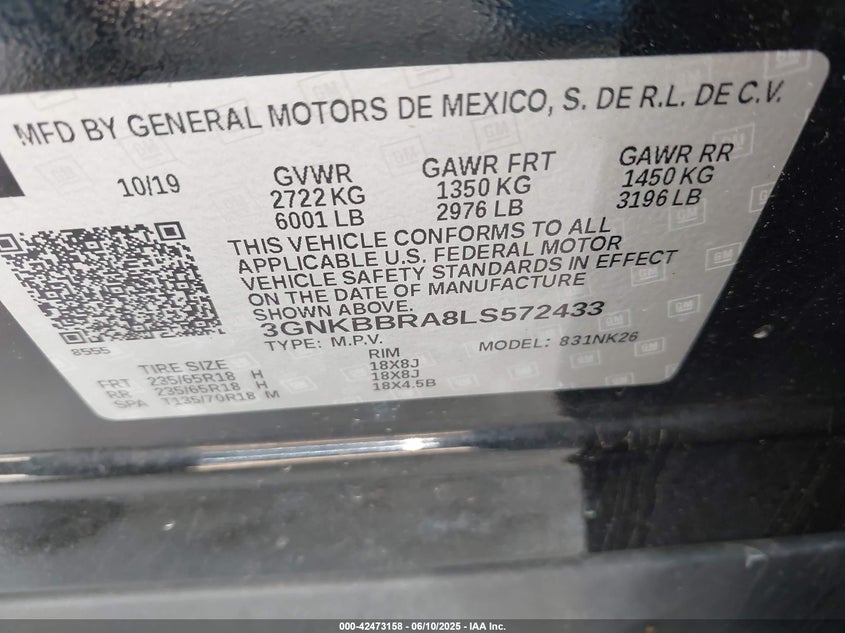 MFD BY GENERAL MOTORS DE MEXICO, S. DE R.L. DE C.V.
10/19
GVWR
2722 KG
6001 LB
GAWR FRT
1350 KG
2976 LB
GAWR RR
1450 KG
3196 LB
THIS VEHICLE CONFORMS TO ALL
APPLICABLE U.S. FEDERAL MOTOR
VEHICLE SAFETY STANDARDS IN EFFECT
ON THE DATE OF MANUFACTURE
SHOWN ABOVE.
3GNKBBRA8LS572433
8555
TYPE: M.P.V.
MODEL: 831NK26
TIRE SIZE RIM
FRT 235/65R18 H 18X8J
RR 235/65R18 H 18X8J
SPA T135/70R18 M 18X4.5B
000-42473158 - 06/10/2025 - IAA Inc.